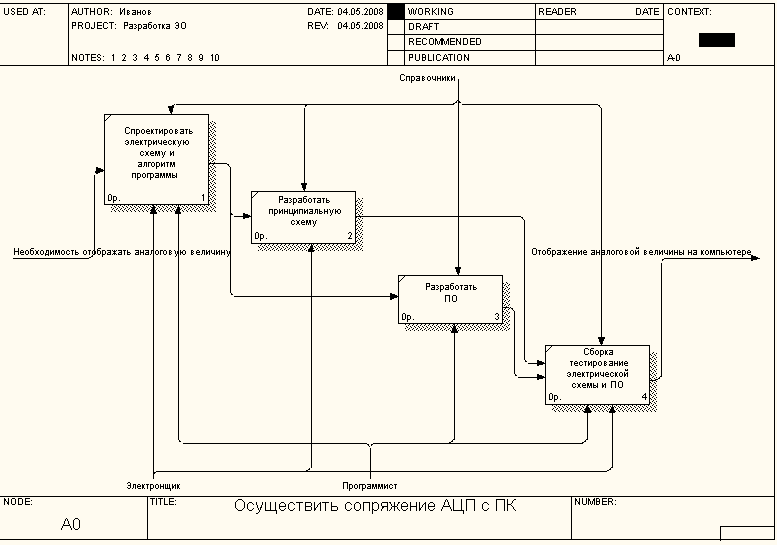 USED AT:
AUTHOR: Иванов
DATE: 04.05.2008
WORKING
READER
DATE
CONTEXT:
PROJECT: Разработка ЭО
REV: 04.05.2008
DRAFT
RECOMMENDED
NOTES: 1 2 3 4 5 6 7 8 9 10
PUBLICATION
A-0
Справочники
Спроектировать
электрическую
схему и
алгоритм
программы
0р.
1
Разработать
принципиальную
схему
0р.
2
Необходимость отображать аналоговую величину
Отображение аналоговой величины на компьютере
Разработать
ПО
0р.
3
Сборка
тестирование
электрической
схемы и ПО
0р.
4
Электронщик
Программист
NODE:
A0
TITLE:
Осуществить сопряжение АЦП с ПК
NUMBER: